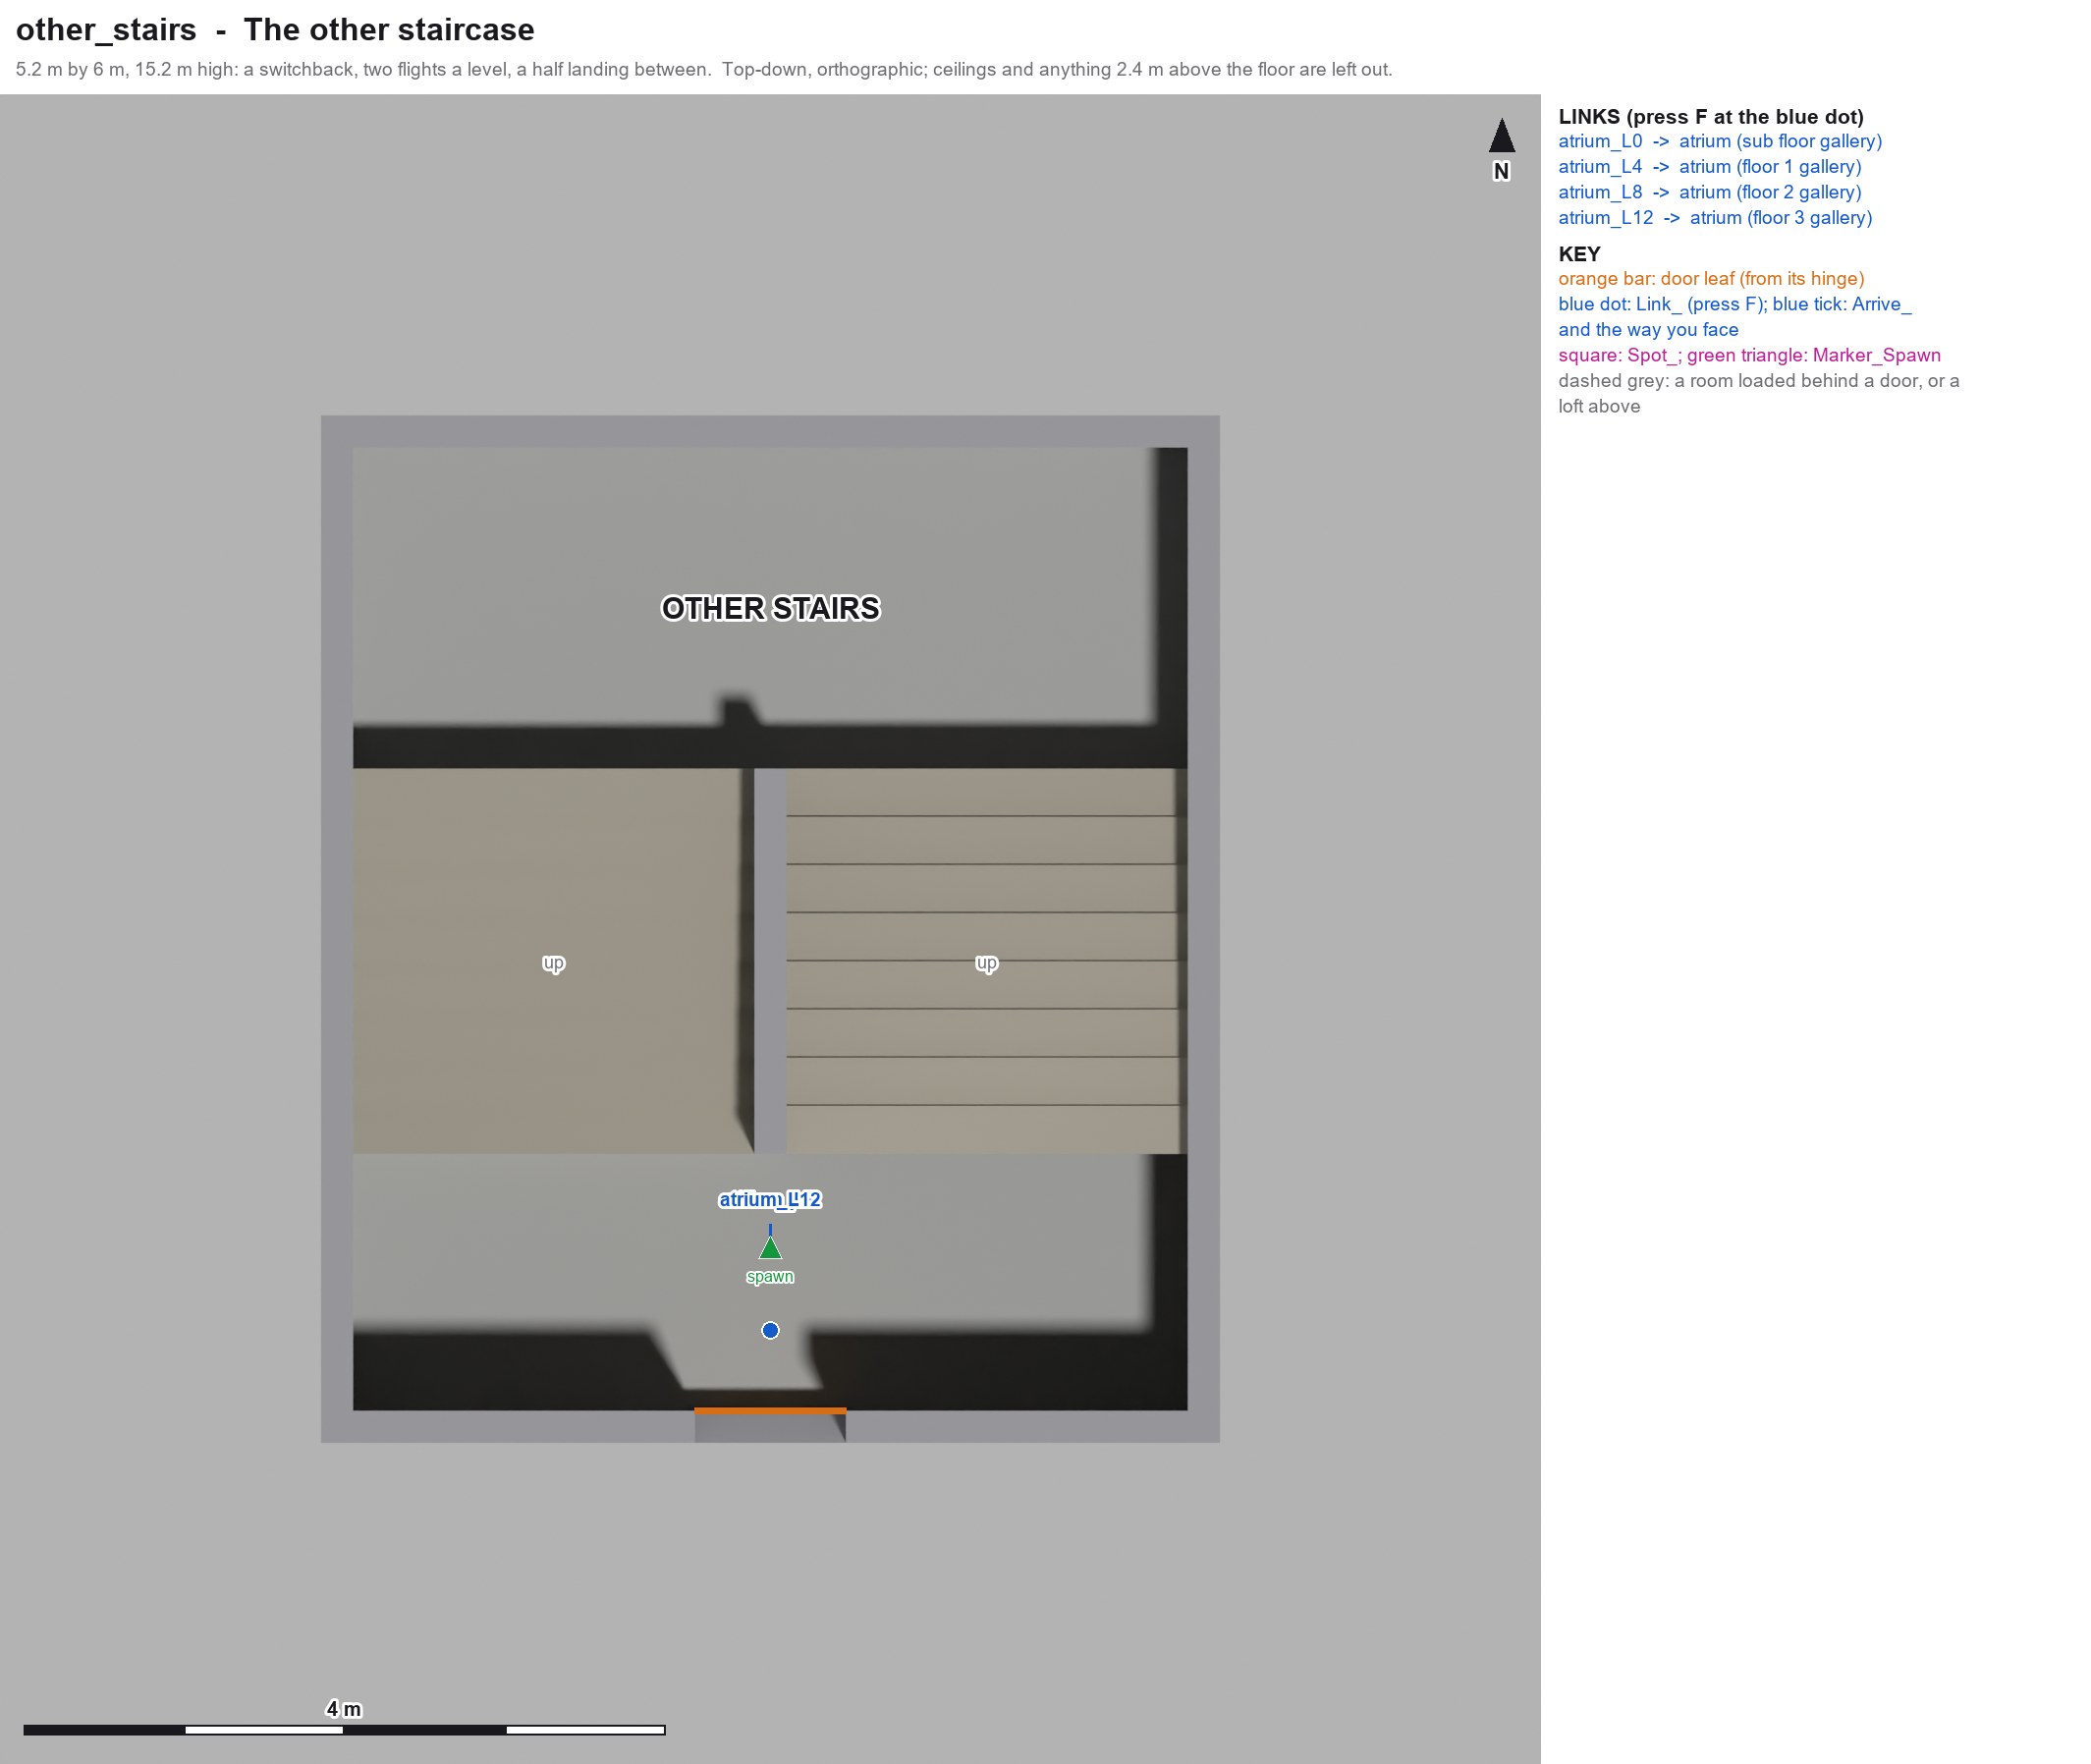 other_stairs - The other staircase
5.2 m by 6 m, 15.2 m high: a switchback, two flights a level, a half landing between. Top-down, orthographic; ceilings and anything 2.4 m above the floor are left out.
N
LINKS (press F at the blue dot)
atrium_L0 -> atrium (sub floor gallery)
atrium_L4 -> atrium (floor 1 gallery)
atrium_L8 -> atrium (floor 2 gallery)
atrium_L12 -> atrium (floor 3 gallery)
KEY
orange bar: door leaf (from its hinge)
blue dot: Link_ (press F); blue tick: Arrive_
and the way you face
square: Spot_; green triangle: Marker_Spawn
dashed grey: a room loaded behind a door, or a
loft above
OTHER STAIRS
up
up
atrium_L12
spawn
4 m